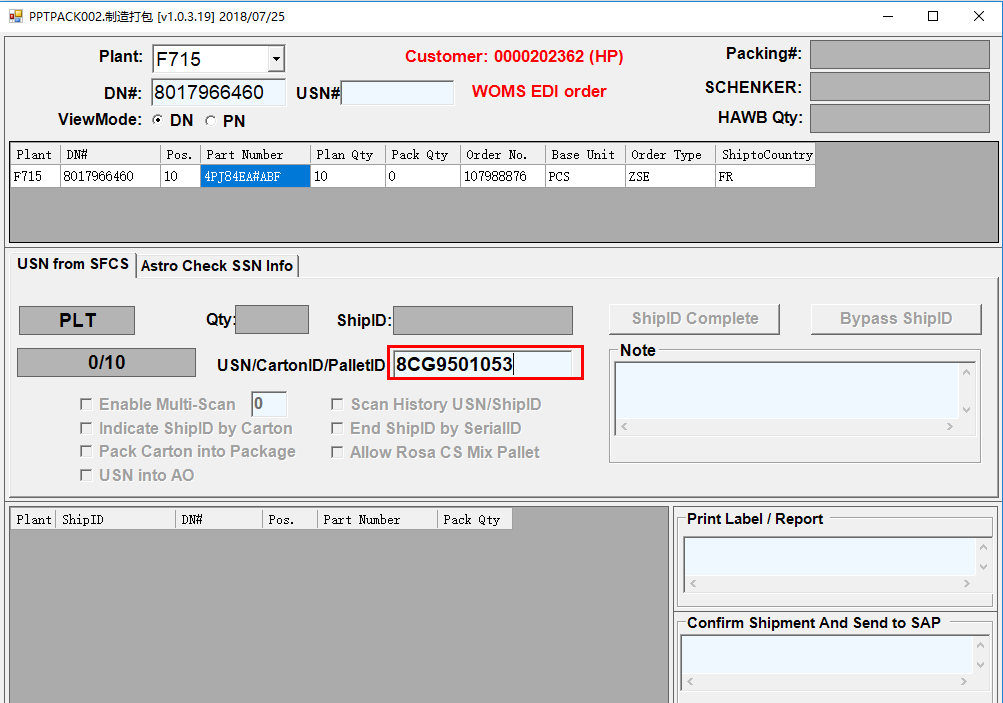 PPTPACK002.制造打包 [v1.0.3.19] 2018/07/25
Plant: F715 Customer: 0000202362 (HP) Packing#:
DN#: 8017966460 USN# WOMS EDI order SCHENKER:
ViewMode: DN PN HAWB Qty:
Plant DN# Pos. Part Number Plan Qty Pack Qty Order No. Base Unit Order Type ShiptoCountry
F715 8017966460 10 4PJ84EA#ABF 10 0 107988876 PCS ZSE FR
USN from SFCS Astro Check SSN Info
PLT Qty: ShipID: ShipID Complete Bypass ShipID
0/10 USN/CartonID/PalletID 8CG9501053 Note
Enable Multi-Scan 0 Scan History USN/ShipID
Indicate ShipID by Carton End ShipID by SerialID
Pack Carton into Package Allow Rosa CS Mix Pallet
USN into AO
Plant ShipID DN# Pos. Part Number Pack Qty
Print Label / Report
Confirm Shipment And Send to SAP